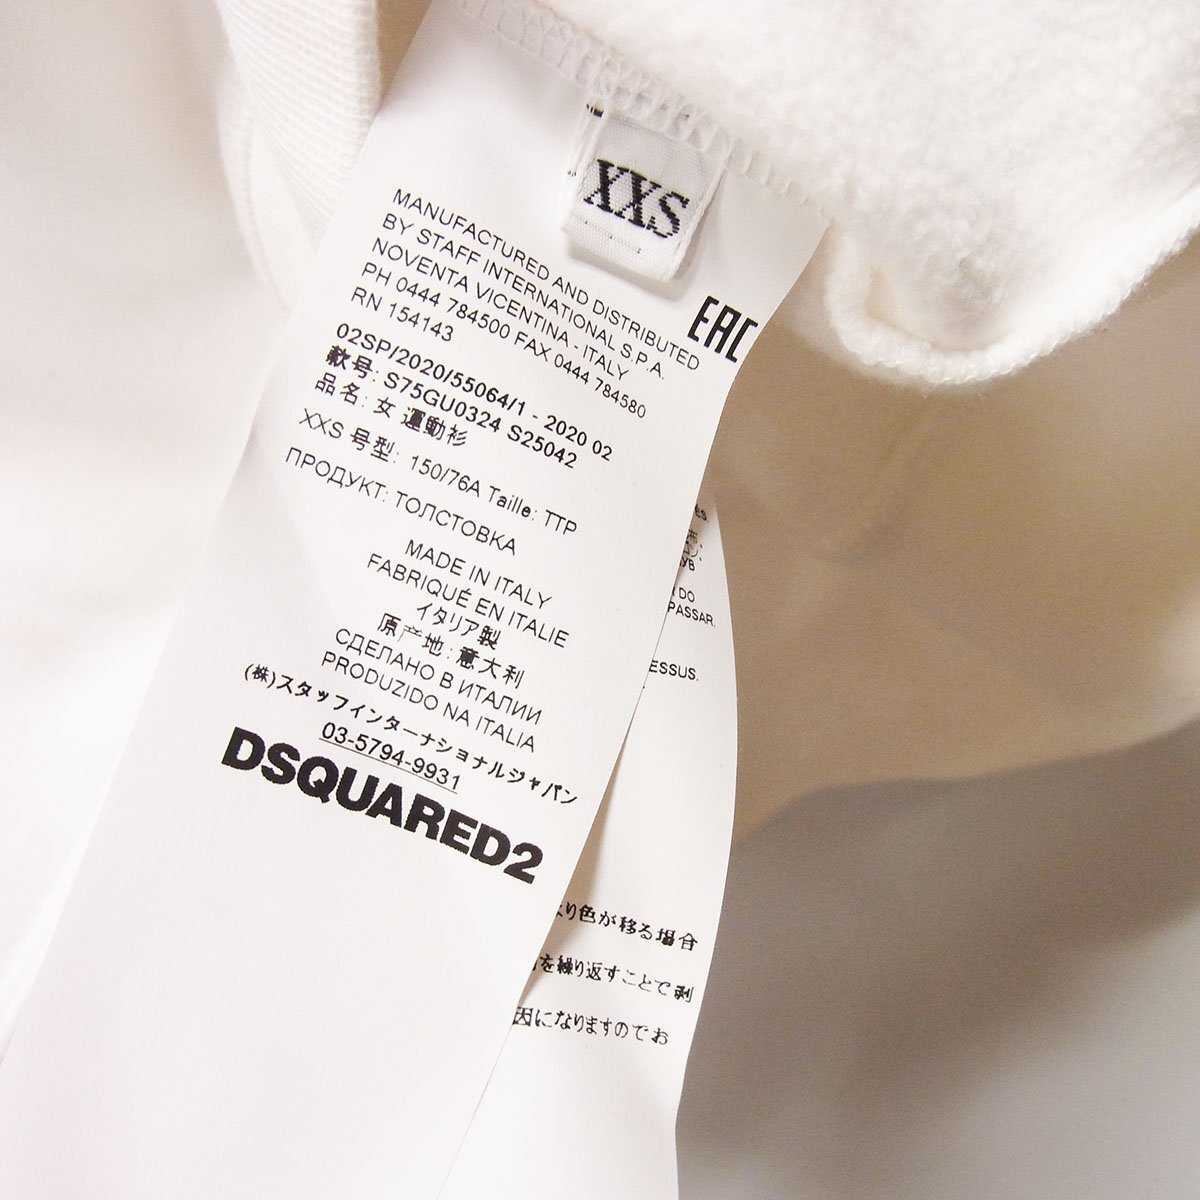 XXS
MANUFACTURED AND DISTRIBUTED
BY STAFF INTERNATIONAL S.P.A.
NOVENTA VICENTINA - ITALY
PH 0444 784500 FAX 0444 784580
RN 154143
EAC
02SP/2020/55064/1 - 2020 02
款号: S75GU0324 S25042
品名: 女 運動衫
XXS 号型: 150/76A Taille: TTP
ПРОДУКТ: ТОЛСТОВКА
MADE IN ITALY
FABRIQUÉ EN ITALIE
イタリア製
原产地: 意大利
СДЕЛАНО В ИТАЛИИ
PRODUZIDO NA ITALIA
(株)スタッフインターナショナルジャパン
03-5794-9931
DSQUARED2
DO
PASSAR.
ESSUS.
り色が移る場合
を繰り返すことで剥
因になりますのでお